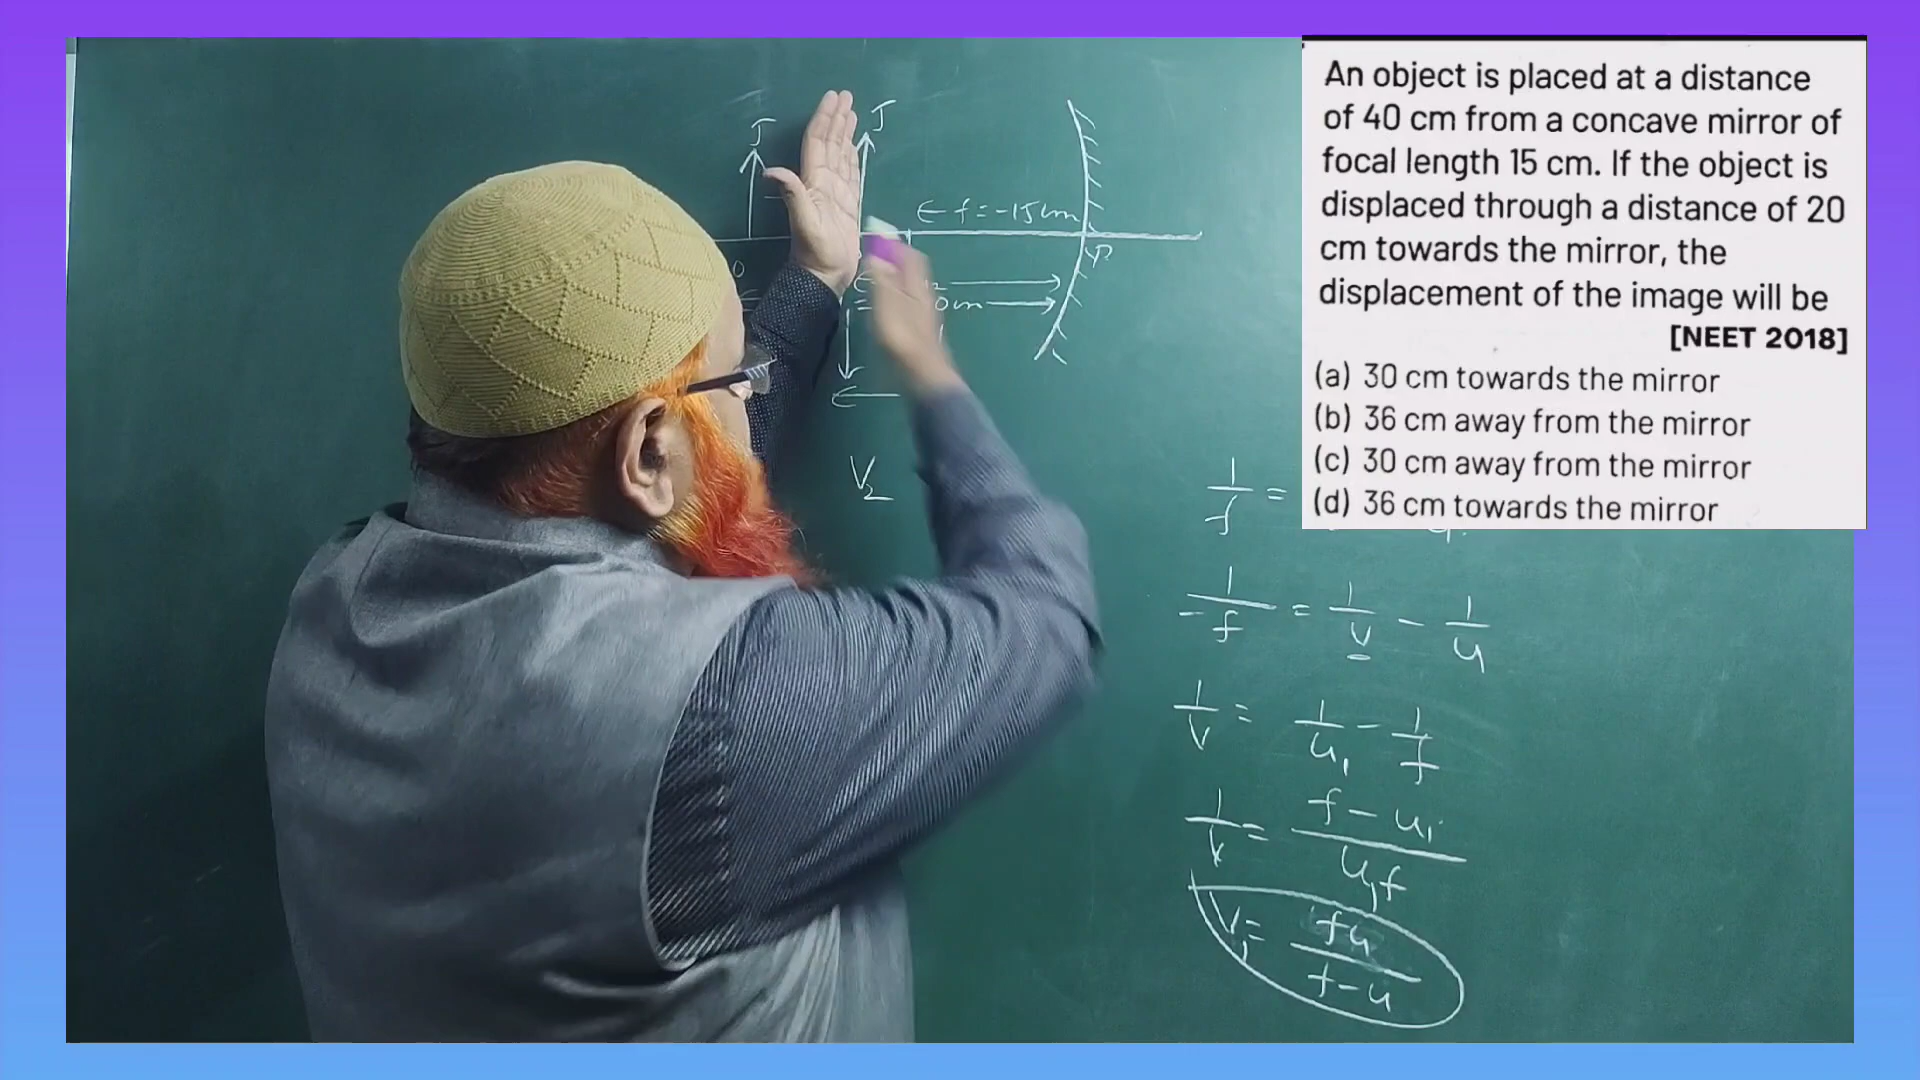 An object is placed at a distance
of 40 cm from a concave mirror of
focal length 15 cm. If the object is
displaced through a distance of 20
cm towards the mirror, the
displacement of the image will be
[NEET 2018]
(a) 30 cm towards the mirror
(b) 36 cm away from the mirror
(c) 30 cm away from the mirror
(d) 36 cm towards the mirror
f = -15cm
P
V₂
1/f =
1/-f = 1/v - 1/u
1/v = 1/u₁ - 1/f
1/v = f - u₁/u₁f
V₁ = fu/f-u